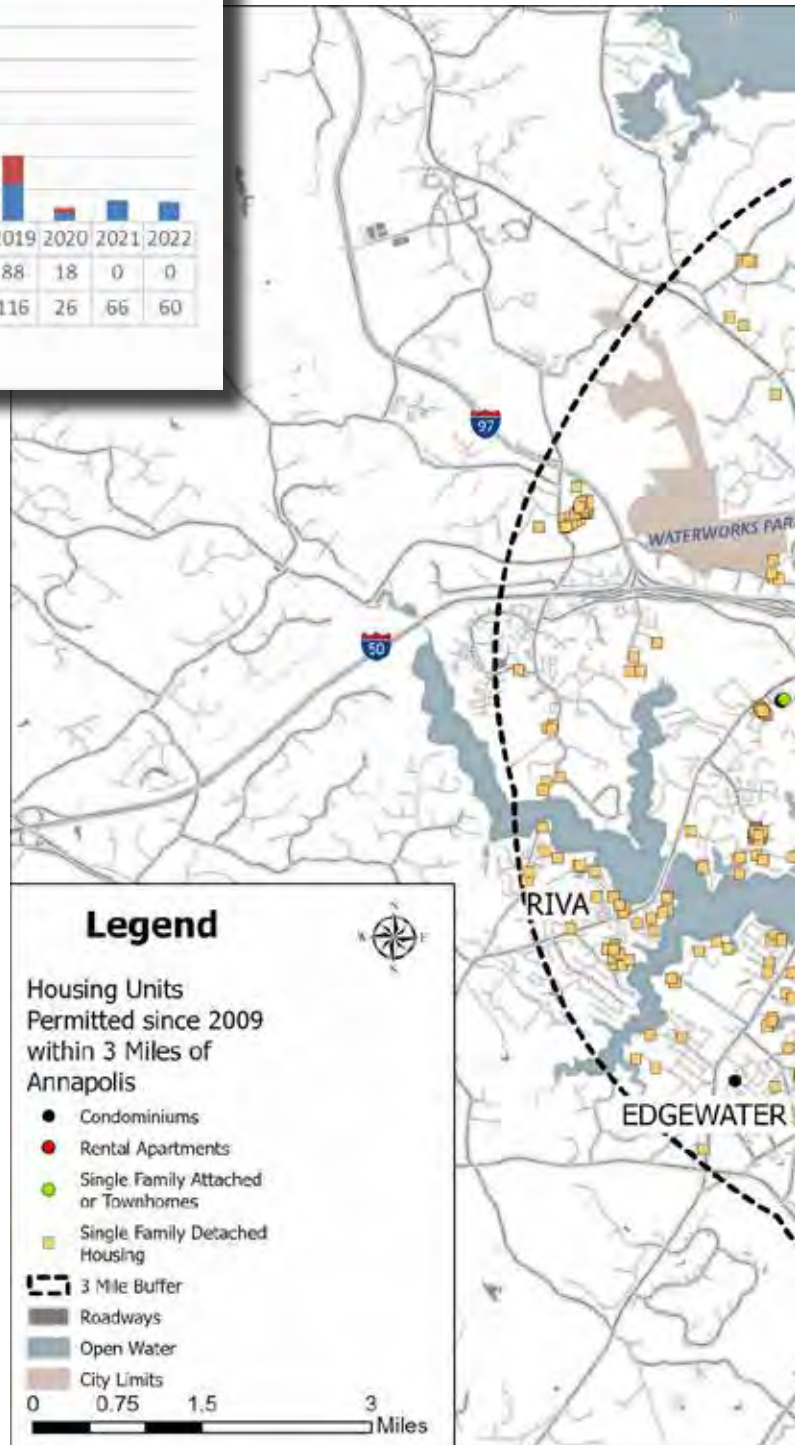 2019 2020 2021 2022
88 18 0 0
116 26 66 60
97
WATERWORKS PAR
50
RIVA
EDGEWATER
Legend
N
E
S
Housing Units
Permitted since 2009
within 3 Miles of
Annapolis
Condominiums
Rental Apartments
Single Family Attached
or Townhomes
Single Family Detached
Housing
3 Mile Buffer
Roadways
Open Water
City Limits
0 0.75 1.5 3
Miles